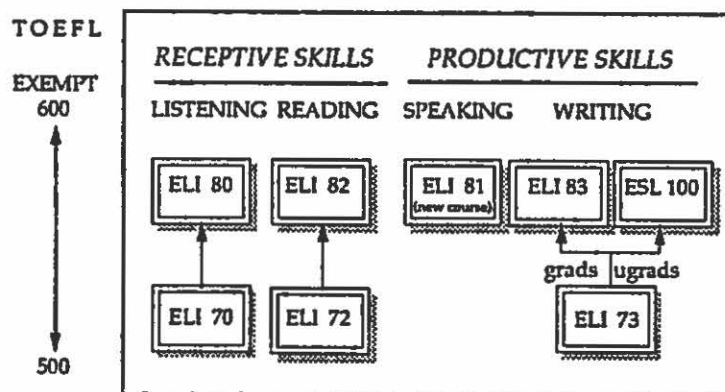 TOEFL
EXEMPT
600
500
RECEPTIVE SKILLS PRODUCTIVE SKILLS
LISTENING READING SPEAKING WRITING
ELI 80 ELI 82 ELI 81 ELI 83 ESL 100
(new course)
grads ugrads
ELI 70 ELI 72 ELI 73